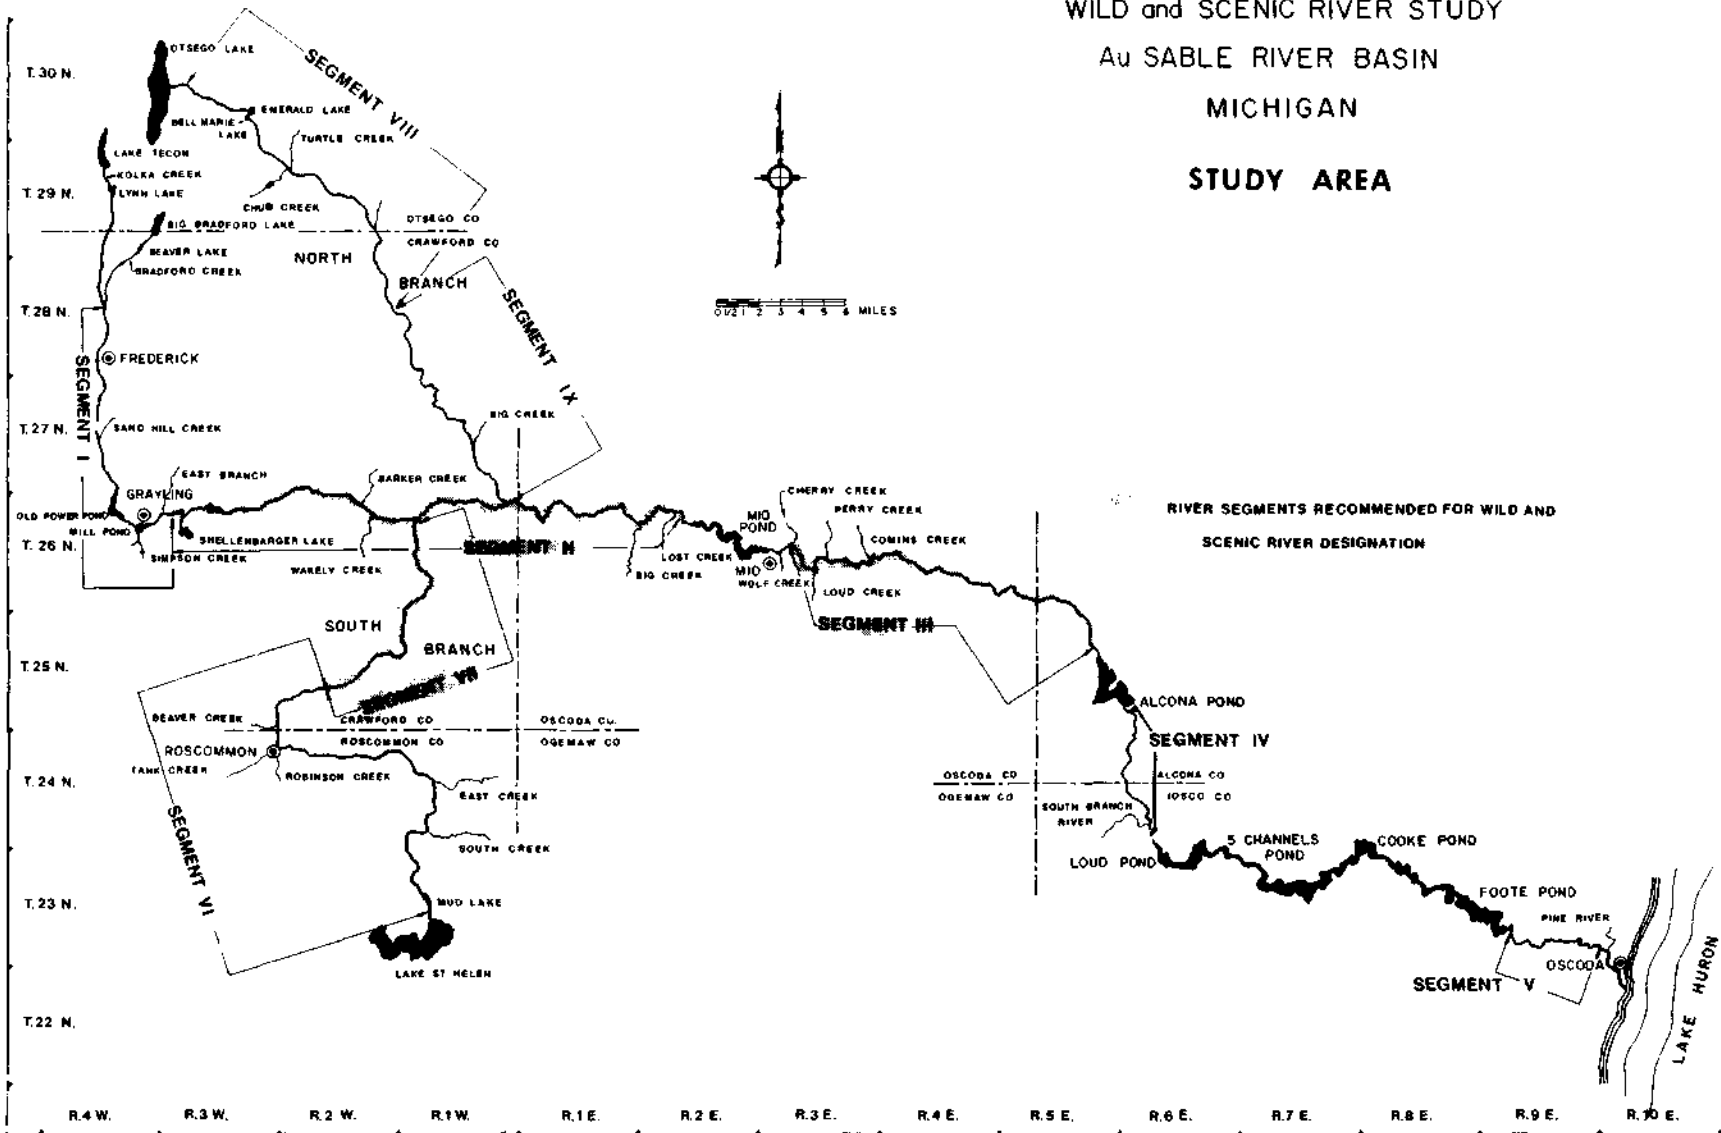 WILD and SCENIC RIVER STUDY
Au SABLE RIVER BASIN
MICHIGAN
STUDY AREA
T.30 N.
T.29 N.
T.28 N.
T.27 N.
T.26 N.
T.25 N.
T.24 N.
T.23 N.
T.22 N.
OTSEGO LAKE
SEGMENT VIII
EMERALD LAKE
BELL MARIE
LAKE
TURTLE CREEK
LAKE TECON
KOLKA CREEK
LYNN LAKE
CHUB CREEK
BIG BRADFORD LAKE
OTSEGO CO
CRAWFORD CO
BEAVER LAKE
BRADFORD CREEK
NORTH
BRANCH
SEGMENT IX
0 1/2 1 2 3 4 5 6 MILES
SEGMENT I
FREDERICK
SAND HILL CREEK
BIG CREEK
EAST BRANCH
GRAYLING
BARKER CREEK
OLD POWER POND
MILL POND
SHELLENBARGER LAKE
SIMPSON CREEK
WAKELY CREEK
SEGMENT II
LOST CREEK
BIG CREEK
CHERRY CREEK
MIO
POND
PERRY CREEK
COMINS CREEK
MIO
WOLF CREEK
LOUD CREEK
SEGMENT III
RIVER SEGMENTS RECOMMENDED FOR WILD AND
SCENIC RIVER DESIGNATION
SOUTH
BRANCH
SEGMENT VII
BEAVER CREEK
CRAWFORD CO
ROSCOMMON CO
OSCODA CO.
OGEMAW CO
ROSCOMMON
TANK CREEK
ROBINSON CREEK
EAST CREEK
SOUTH CREEK
SEGMENT VI
MUD LAKE
LAKE ST HELEN
ALCONA POND
SEGMENT IV
OSCODA CO
OGEMAW CO
ALCONA CO
IOSCO CO
SOUTH BRANCH
RIVER
LOUD POND
5 CHANNELS
POND
COOKE POND
FOOTE POND
PINE RIVER
OSCODA
SEGMENT V
LAKE HURON
R.4 W. R.3 W. R.2 W. R.1 W. R.1 E. R.2 E. R.3 E. R.4 E. R.5 E. R.6 E. R.7 E. R.8 E. R.9 E. R.10 E.